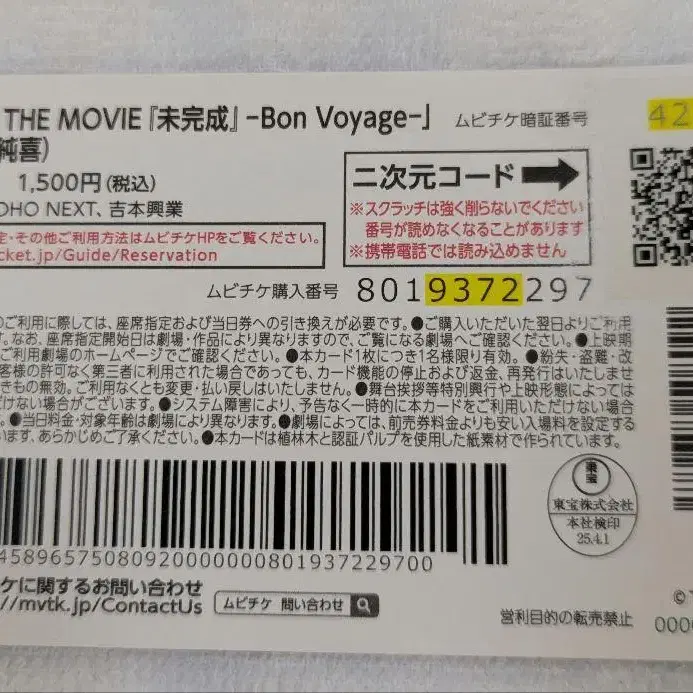 THE MOVIE『未完成』-Bon Voyage-」
ムビチケ暗証番号
42
純喜)
1,500円(税込)
OHO NEXT、吉本興業
二次元コード
※スクラッチは強く削らないでください
番号が読めなくなることがあります
※携帯電話では読み込めません
定・その他ご利用方法はムビチケHPをご覧ください。
cket.jp/Guide/Reservation
ムビチケ購入番号 8019372297
のご利用に際しては、座席指定および当日券への引き換えが必要です。●ご購入いただいた翌日よりご利用
す。なお、座席指定開始日は劇場・作品により異なりますので、ご覧になる劇場へご確認ください。●上映期
ご利用劇場のホームページでご確認ください。●本カード1枚につき1名様限り有効。●紛失・盗難・改
客様の許可なく第三者に利用された場合であっても、カード機能の停止および返金、再発行はいたしませ
きもの無効。ご利用なくとも変更・払い戻しはいたしません。●舞台挨拶等特別興行や上映形態によっては
だけない場合がございます。●システム障害により、予告なく一時的に本カードをご利用いただけない場合
。●当日料金・対象年齢は劇場により異なります。●劇場によっては、前売券料金よりも安い入場料を設定する
います、あらかじめご了承ください。●本カードは植林木と認証パルプを使用した紙素材で作られています。
東宝
東宝株式会社
本社検印
25.4.1
45896575080920000000801937229700
ケに関するお問い合わせ
//mvtk.jp/ContactUs
ムビチケ 問い合わせ
営利目的の転売禁止
©
000